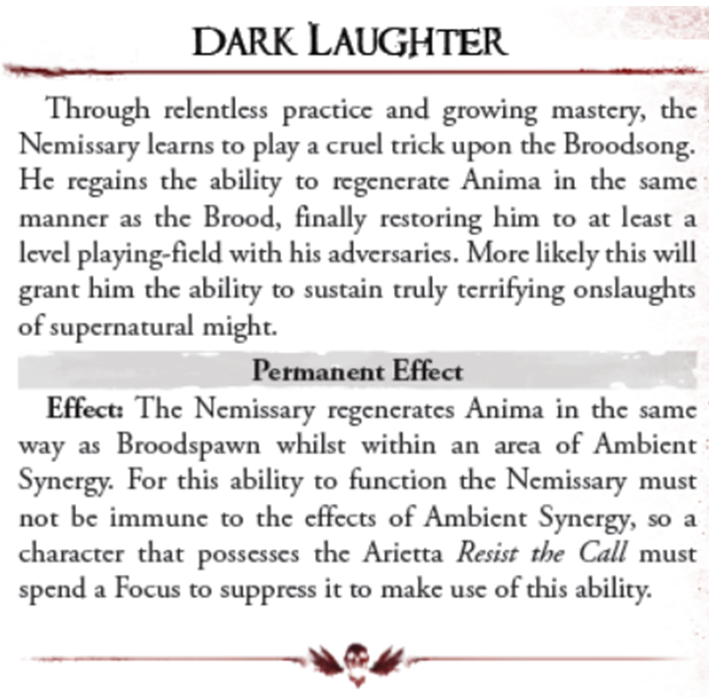 DARK LAUGHTER
Through relentless practice and growing mastery, the
Nemissary learns to play a cruel trick upon the Broodsong.
He regains the ability to regenerate Anima in the same
manner as the Brood, finally restoring him to at least a
level playing-field with his adversaries. More likely this will
grant him the ability to sustain truly terrifying onslaughts
of supernatural might.
Permanent Effect
Effect: The Nemissary regenerates Anima in the same
way as Broodspawn whilst within an area of Ambient
Synergy. For this ability to function the Nemissary must
not be immune to the effects of Ambient Synergy, so a
character that possesses the Arietta Resist the Call must
spend a Focus to suppress it to make use of this ability.